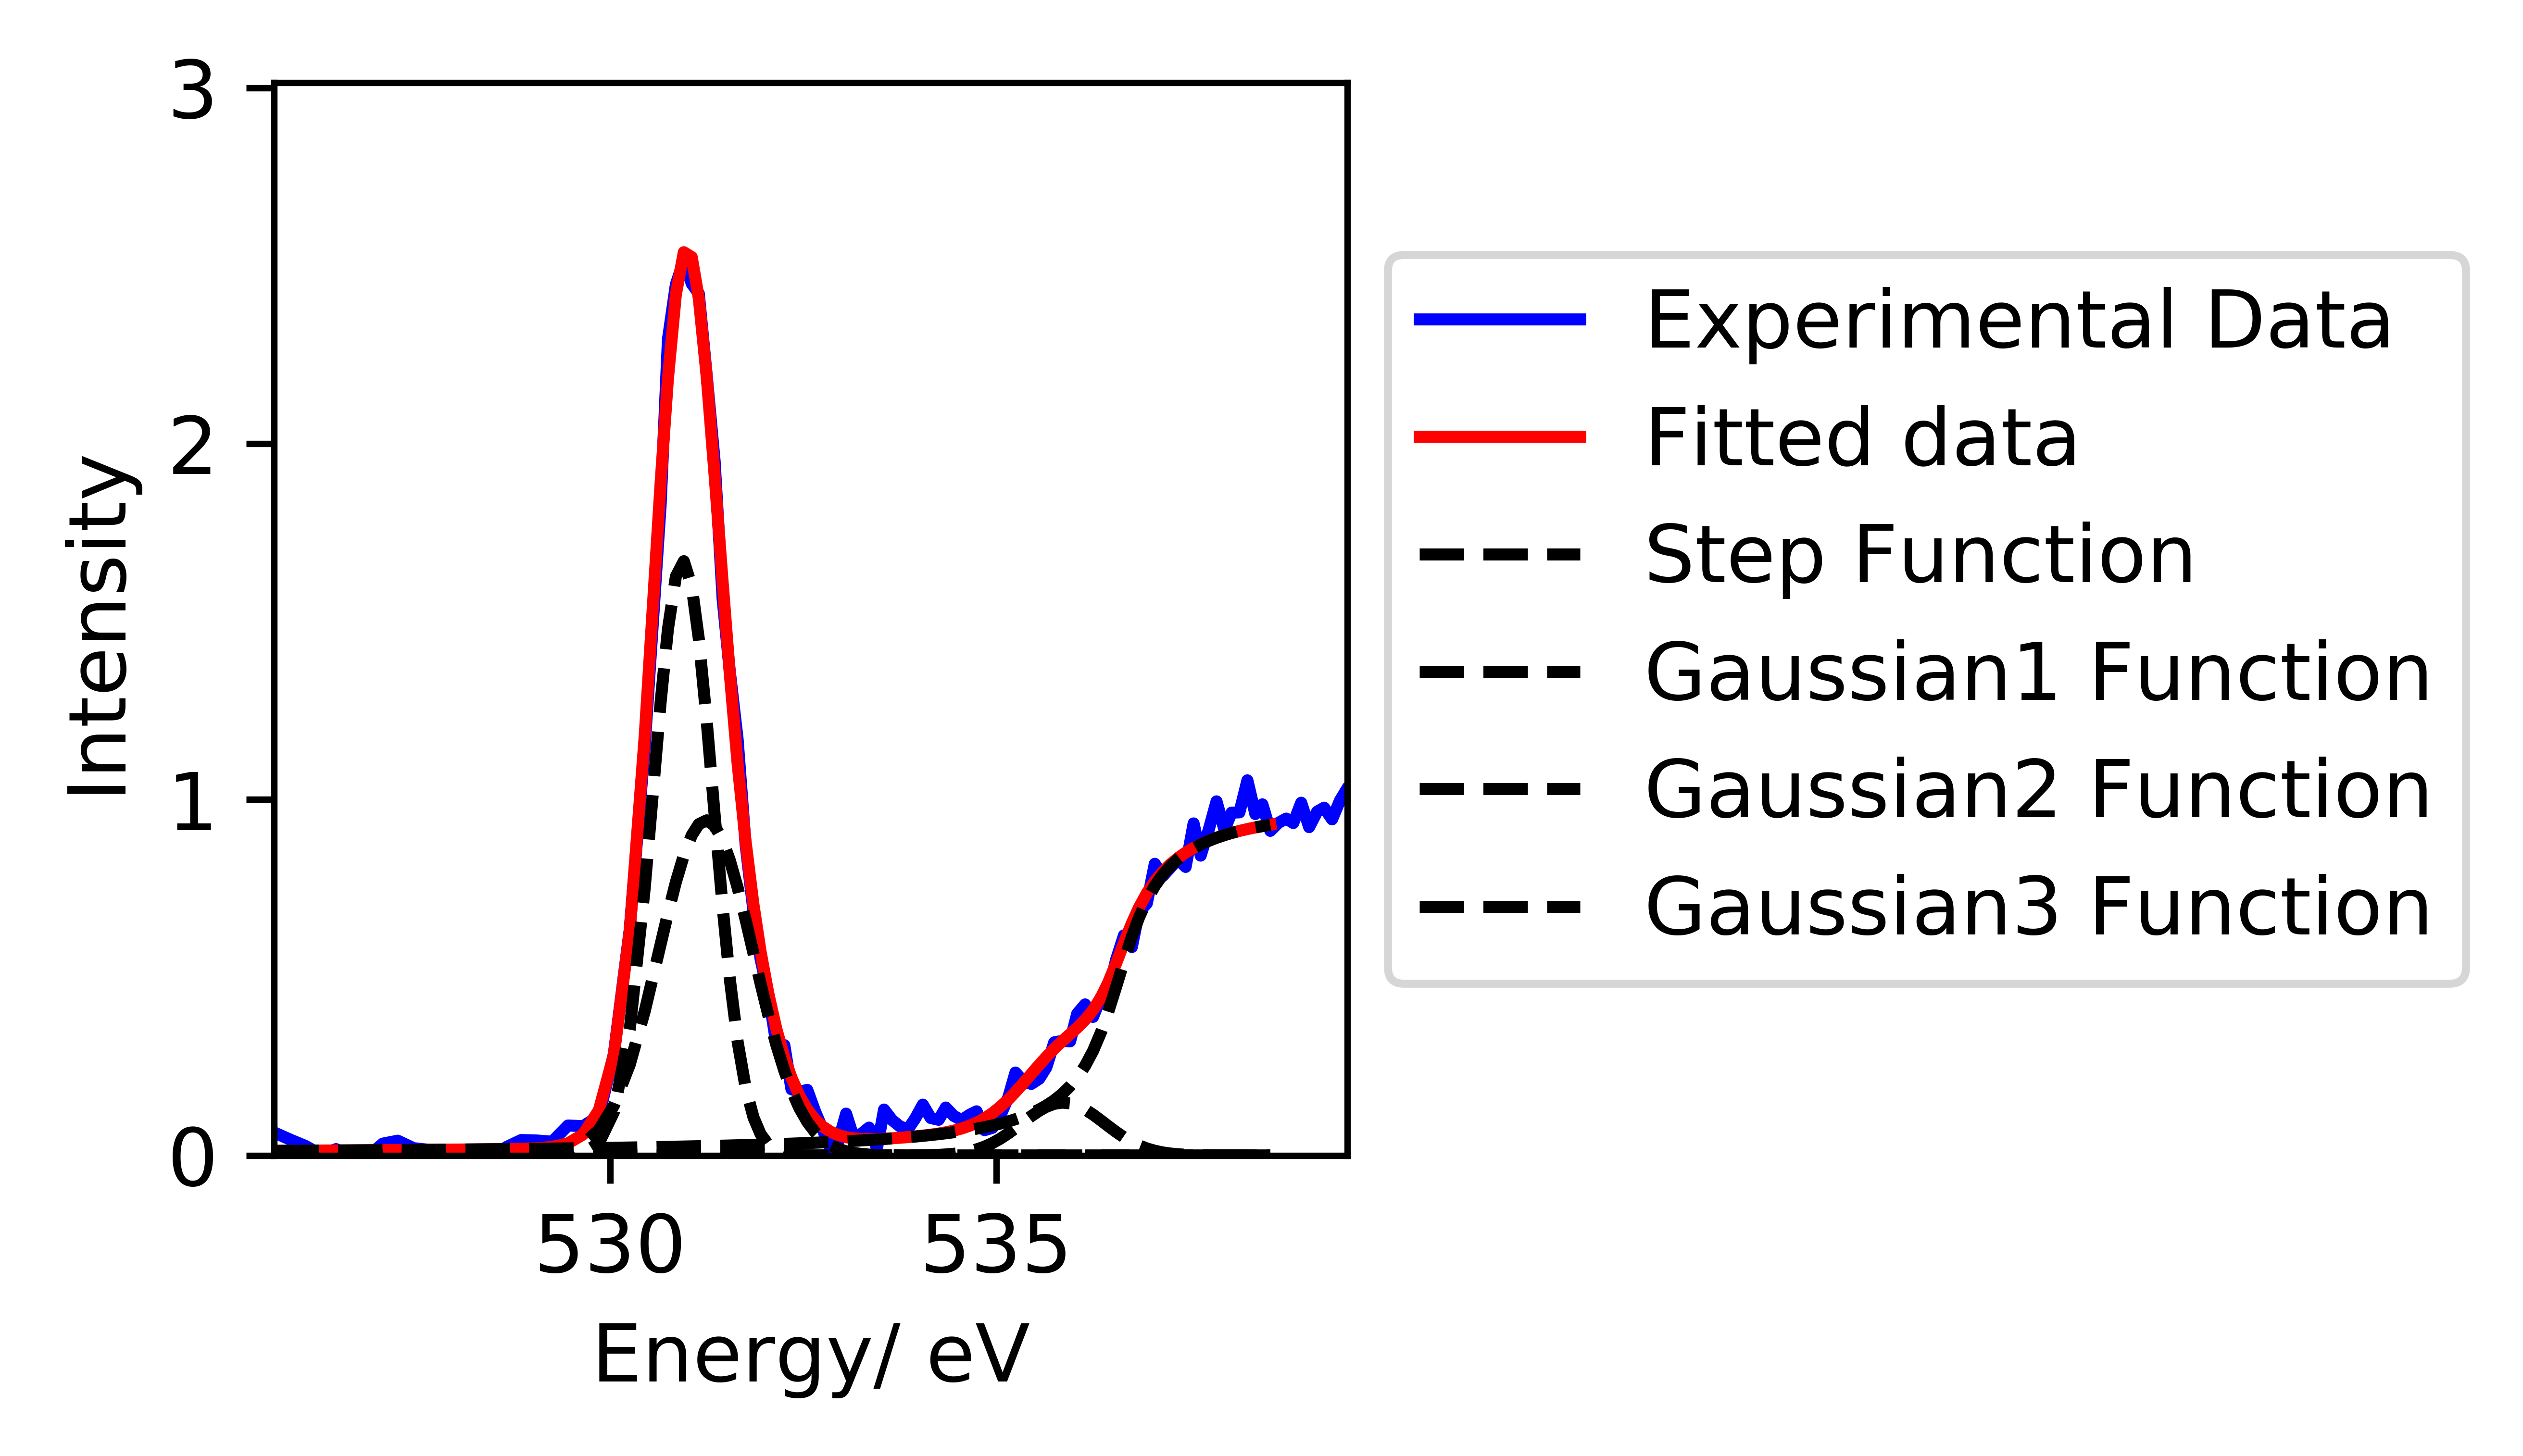 3
2
1
0
530
535
Intensity
Energy/ eV
Experimental Data
Fitted data
Step Function
Gaussian1 Function
Gaussian2 Function
Gaussian3 Function